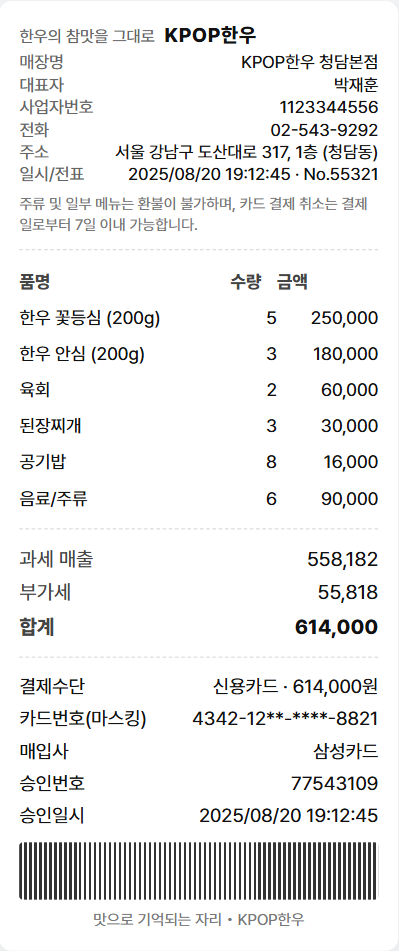 한우의 참맛을 그대로 KPOP한우
매장명 KPOP한우 청담본점
대표자 박재훈
사업자번호 1123344556
전화 02-543-9292
주소 서울 강남구 도산대로 317, 1층 (청담동)
일시/전표 2025/08/20 19:12:45 · No.55321
주류 및 일부 메뉴는 환불이 불가하며, 카드 결제 취소는 결제
일로부터 7일 이내 가능합니다.
품명 수량 금액
한우 꽃등심 (200g) 5 250,000
한우 안심 (200g) 3 180,000
육회 2 60,000
된장찌개 3 30,000
공기밥 8 16,000
음료/주류 6 90,000
과세 매출 558,182
부가세 55,818
합계 614,000
결제수단 신용카드 · 614,000원
카드번호(마스킹) 4342-12**-****-8821
매입사 삼성카드
승인번호 77543109
승인일시 2025/08/20 19:12:45
맛으로 기억되는 자리 • KPOP한우